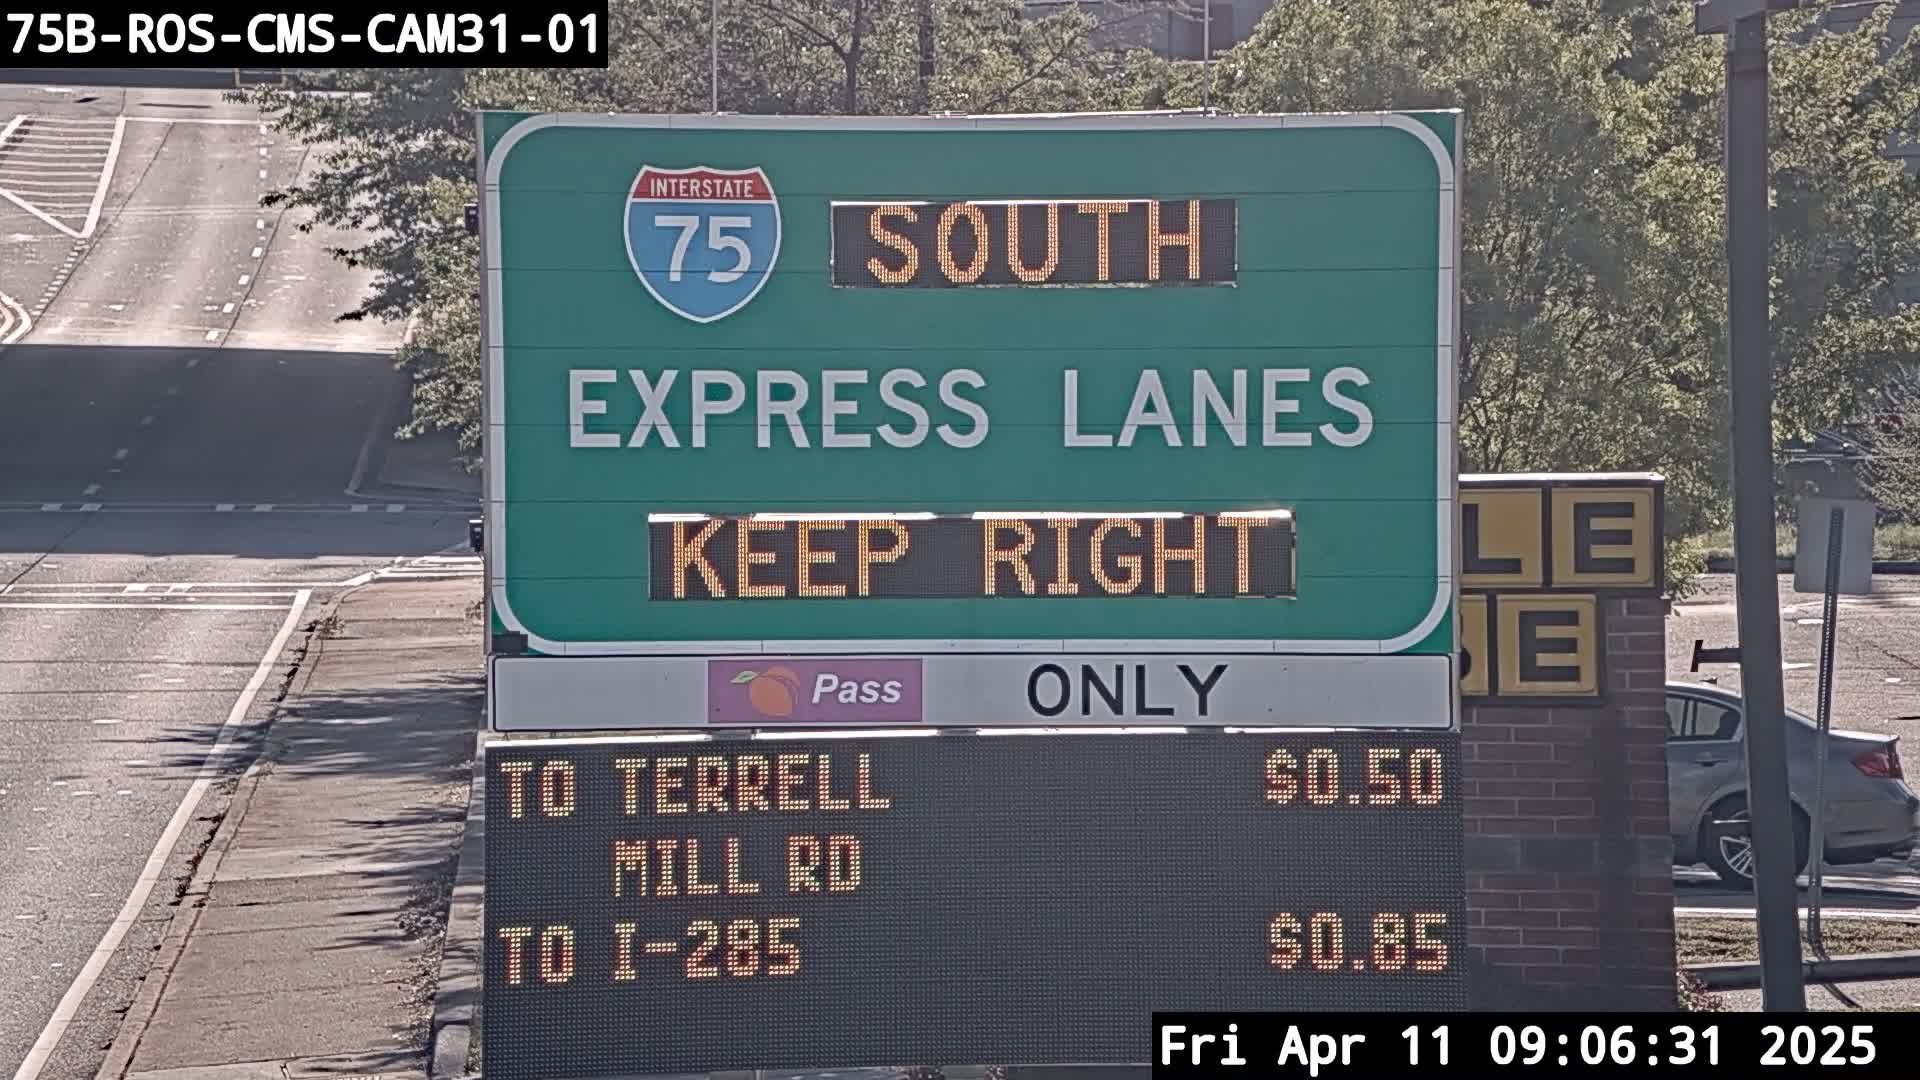 75B-ROS-CMS-CAM31-01
INTERSTATE
75
SOUTH
EXPRESS LANES
KEEP RIGHT
LE
E
Pass ONLY
TO TERRELL $0.50
MILL RD
TO I-285 $0.85
Fri Apr 11 09:06:31 2025